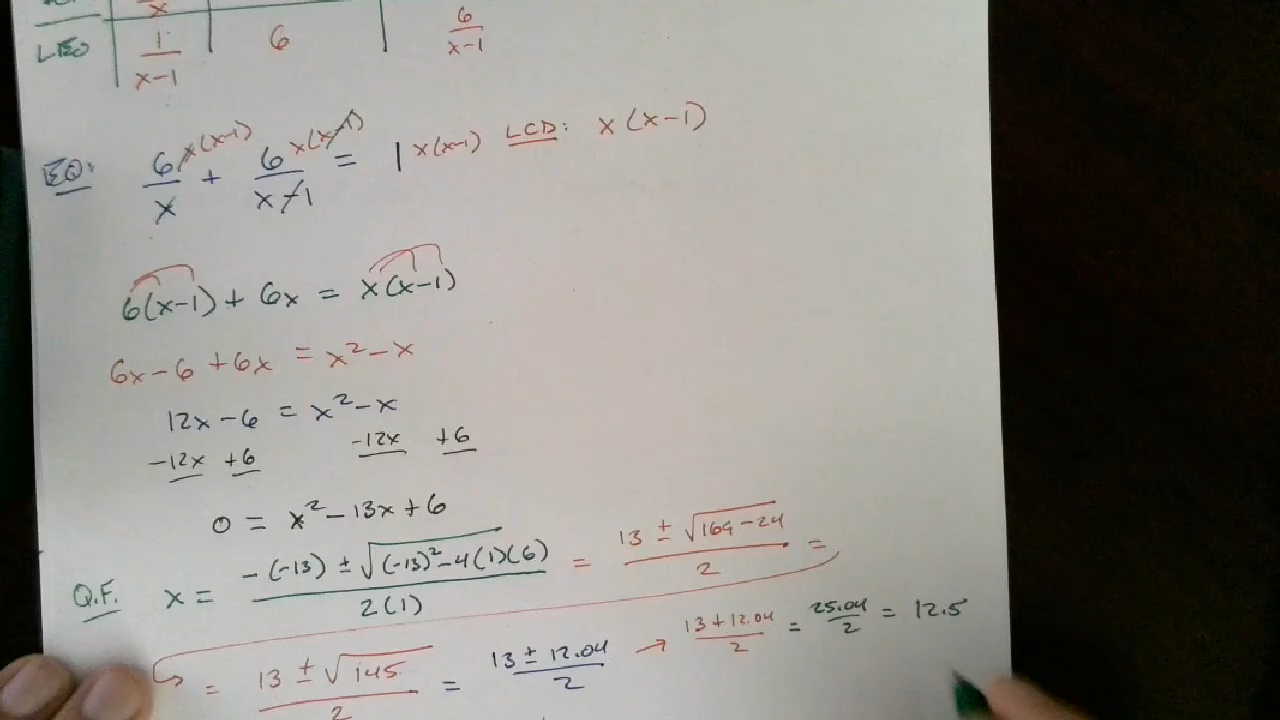 x
LEO 1/(x-1) 6 6/(x-1)
EQ: 6/x x(x-1) + 6/(x-1) x(x-1) = 1 x(x-1) LCD: x(x-1)
6(x-1) + 6x = x(x-1)
6x - 6 + 6x = x² - x
12x - 6 = x² - x
-12x +6 -12x +6
0 = x² - 13x + 6
Q.F. x = (-(-13) ± √((-13)² - 4(1)(6)))/(2(1)) = (13 ± √(169 - 24))/2 =
= (13 ± √145)/2 = (13 ± 12.04)/2 → (13 + 12.04)/2 = 25.04/2 = 12.5